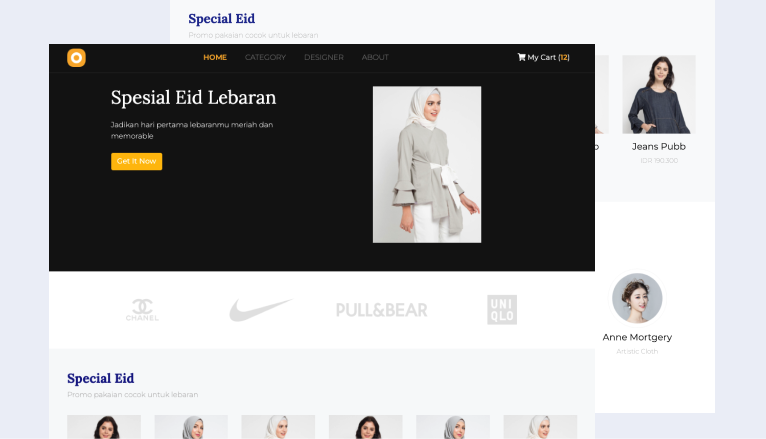 Special Eid
Promo pakaian cocok untuk lebaran
HOME CATEGORY DESIGNER ABOUT
My Cart (12)
Spesial Eid Lebaran
Jadikan hari pertama lebaranmu meriah dan
memorable
Get It Now
Jeans Pubb
IDR 190.300
CHANEL
PULL&BEAR
UNI
QLO
Anne Mortgery
Artistic Cloth
Special Eid
Promo pakaian cocok untuk lebaran